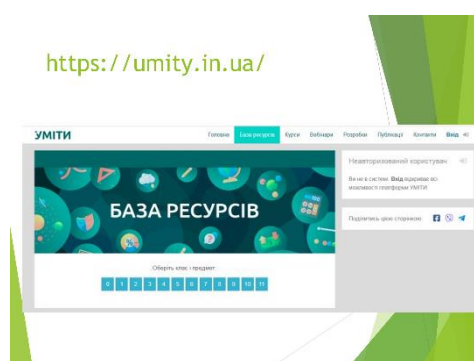 https://umity.in.ua/
УМІТИ
Головна База ресурсів Курси Вебінари Розробки Публікації Контакти Вхід
Неавторизований користувач
Ви не в системі. Вхід відкриває всі
можливості платформи УМІТИ
БАЗА РЕСУРСІВ
Поділитись цією сторінкою:
Оберіть клас і предмет:
0 1 2 3 4 5 6 7 8 9 10 11